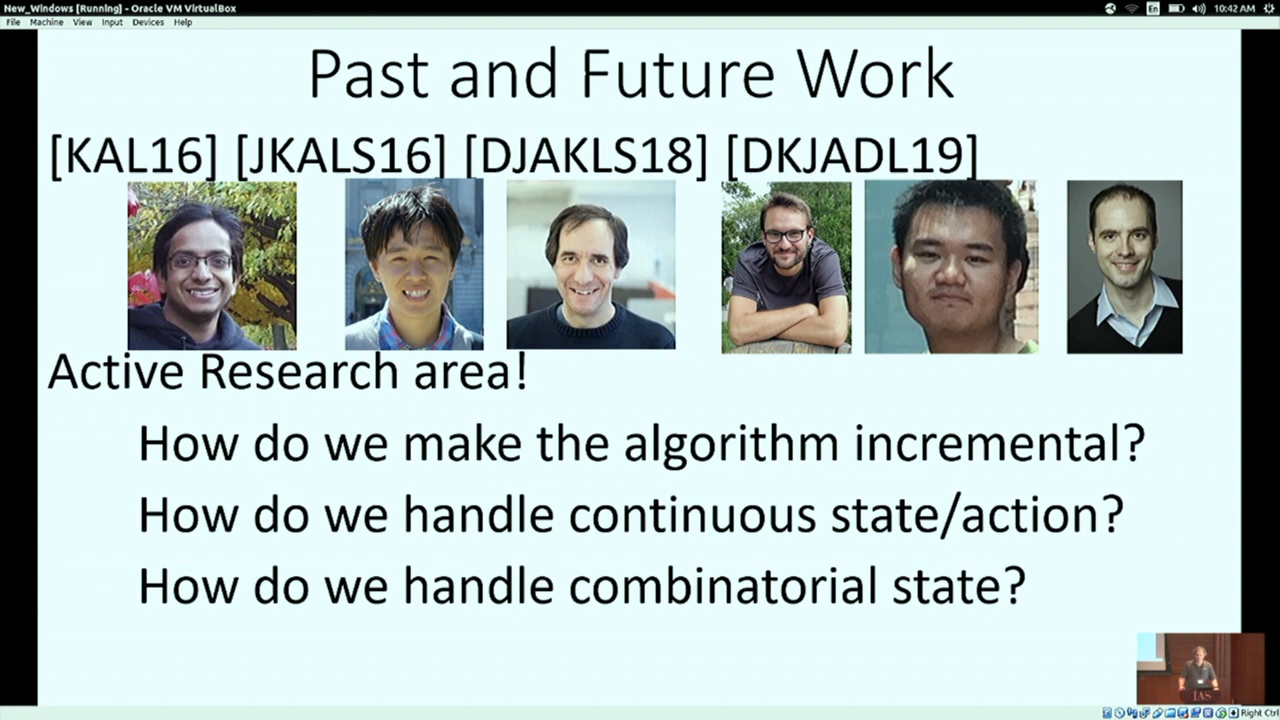 New_Windows [Running] - Oracle VM VirtualBox
En
10:42 AM
File Machine View Input Devices Help
Past and Future Work
[KAL16] [JKALS16] [DJAKLS18] [DKJADL19]
Active Research area!
How do we make the algorithm incremental?
How do we handle continuous state/action?
How do we handle combinatorial state?
IAS
Right Ctrl